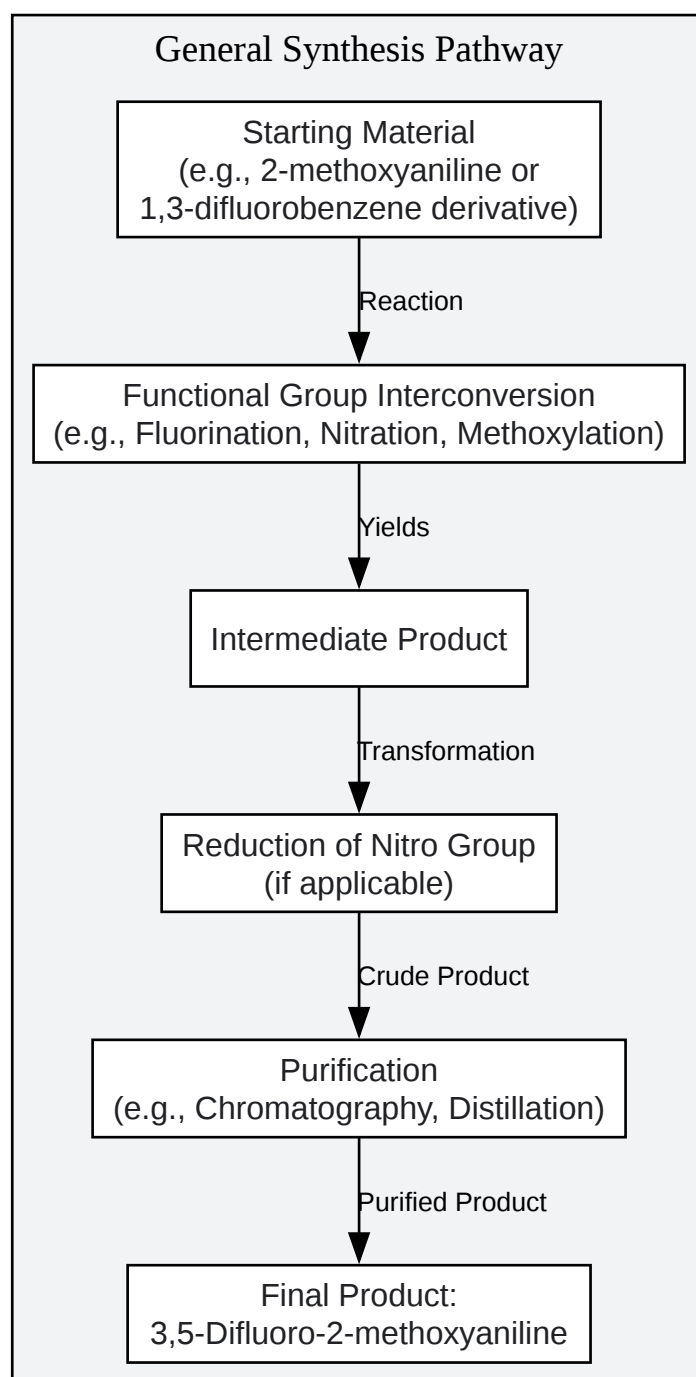 General Synthesis Pathway
Starting Material
(e.g., 2-methoxyaniline or
1,3-difluorobenzene derivative)
Reaction
Functional Group Interconversion
(e.g., Fluorination, Nitration, Methoxylation)
Yields
Intermediate Product
Transformation
Reduction of Nitro Group
(if applicable)
Crude Product
Purification
(e.g., Chromatography, Distillation)
Purified Product
Final Product:
3,5-Difluoro-2-methoxyaniline